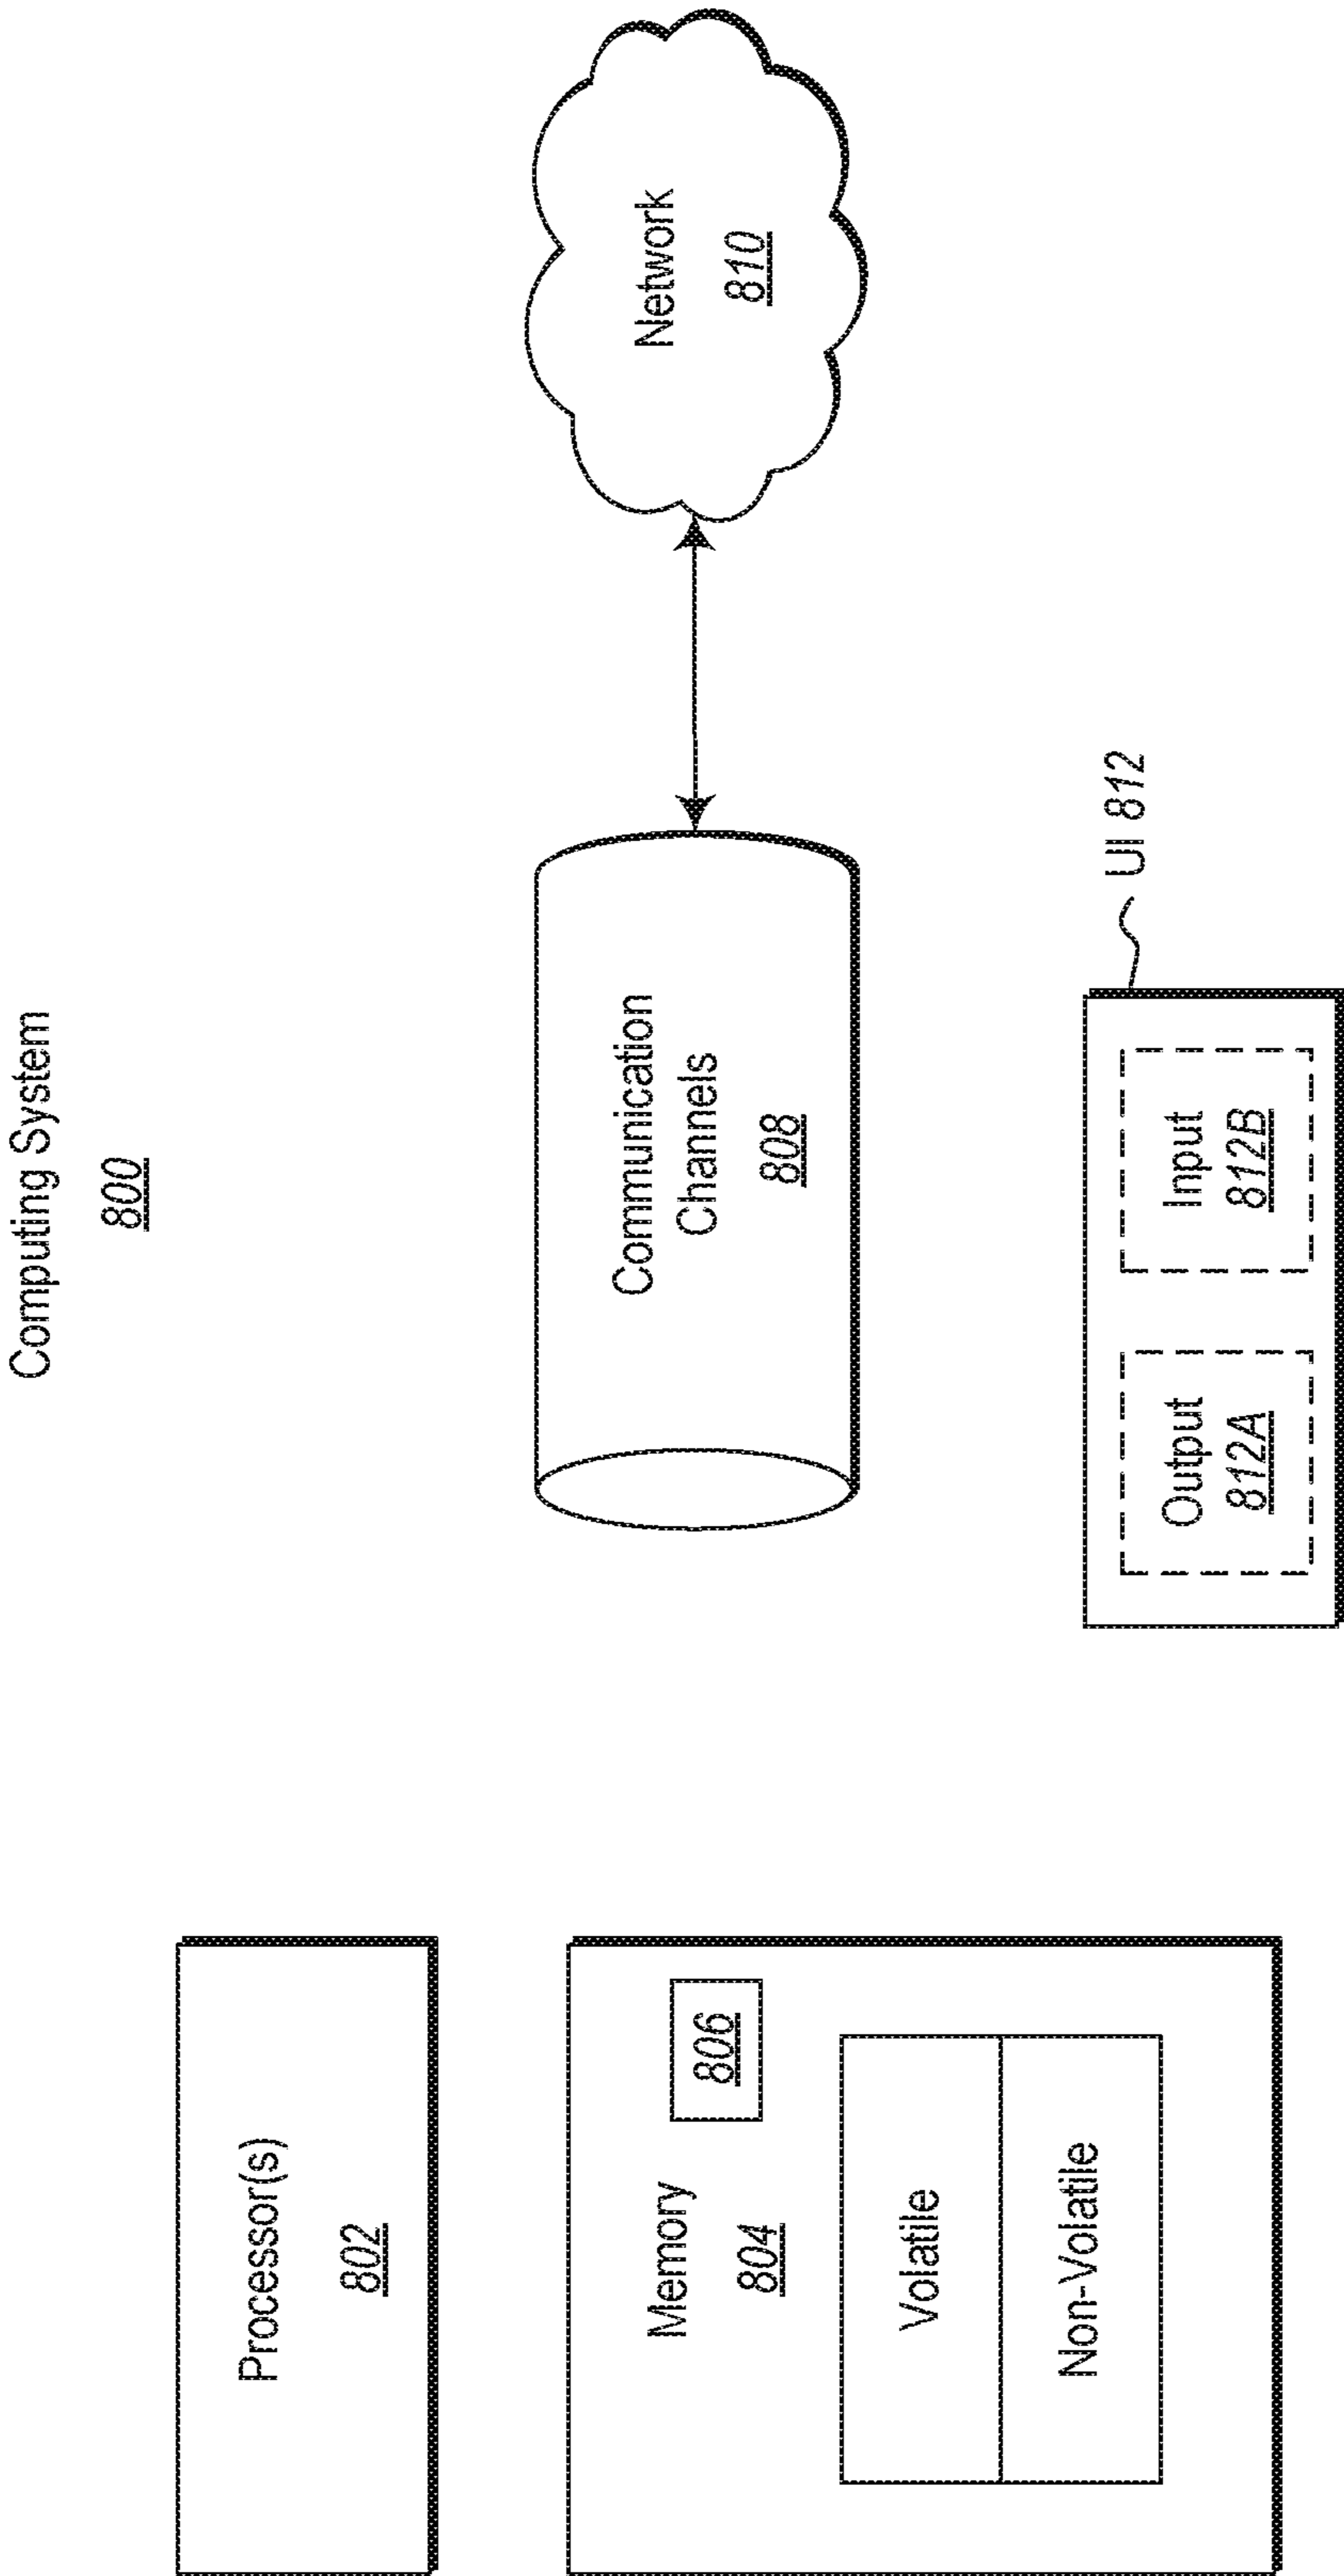 Computing System
800
Processor(s)
802
Memory
804
806
Volatile
Non-Volatile
Communication
Channels
808
Network
810
UI 812
Output
812A
Input
812B